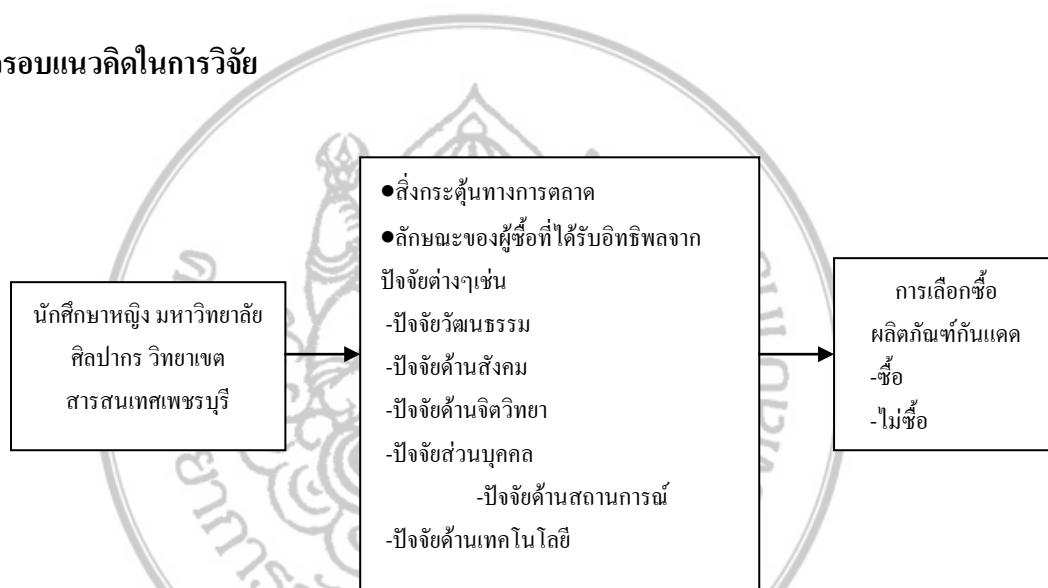 รอบแนวคิดในการวิจัย
●สิ่งกระตุ้นทางการตลาด
●ลักษณะของผู้ซื้อที่ได้รับอิทธิพลจาก
ปัจจัยต่างๆเช่น
-ปัจจัยวัฒนธรรม
-ปัจจัยด้านสังคม
-ปัจจัยด้านจิตวิทยา
-ปัจจัยส่วนบุคคล
-ปัจจัยด้านสถานการณ์
-ปัจจัยด้านเทคโนโลยี
นักศึกษาหญิง มหาวิทยาลัย
ศิลปากร วิทยาเขต
สารสนเทศเพชรบุรี
การเลือกซื้อ
ผลิตภัณฑ์กันแดด
-ซื้อ
-ไม่ซื้อ